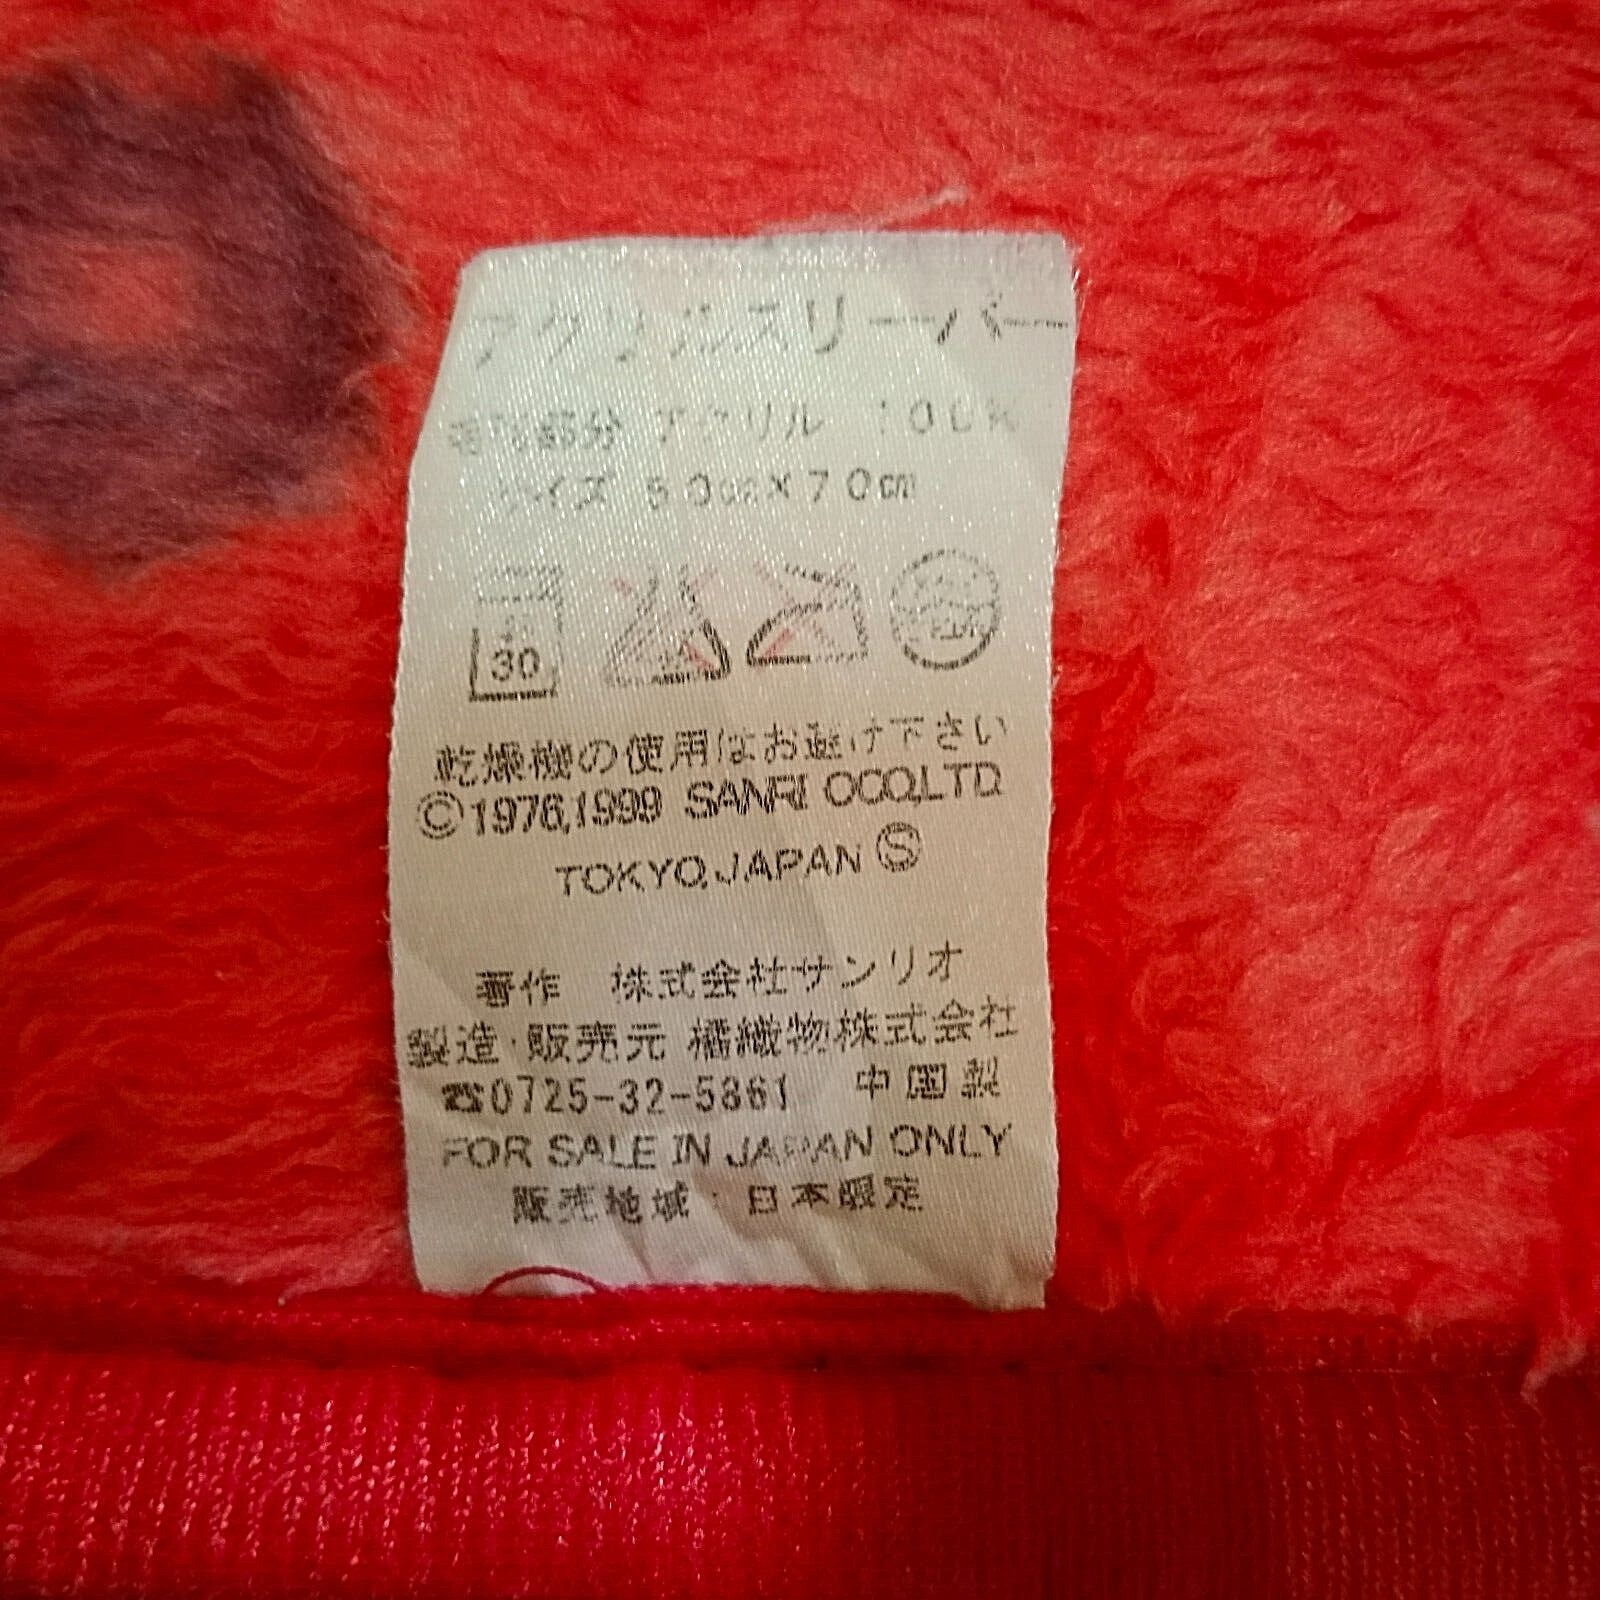 アクリルスリーパー
毛羽部分 アクリル 100%
サイズ 50cm×70cm
30
乾燥機の使用はお避け下さい
©1976,1999 SANRIO CO.,LTD.
TOKYO, JAPAN Ⓢ
著作 株式会社サンリオ
製造・販売元 橘織物株式会社
☎0725-32-5861 中国製
FOR SALE IN JAPAN ONLY
販売地域:日本限定